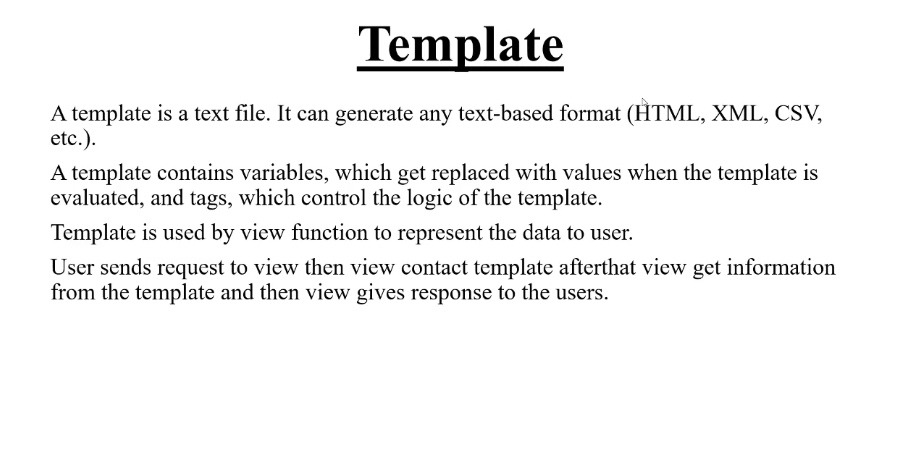 Template
A template is a text file. It can generate any text-based format (HTML, XML, CSV,
etc.).
A template contains variables, which get replaced with values when the template is
evaluated, and tags, which control the logic of the template.
Template is used by view function to represent the data to user.
User sends request to view then view contact template afterthat view get information
from the template and then view gives response to the users.